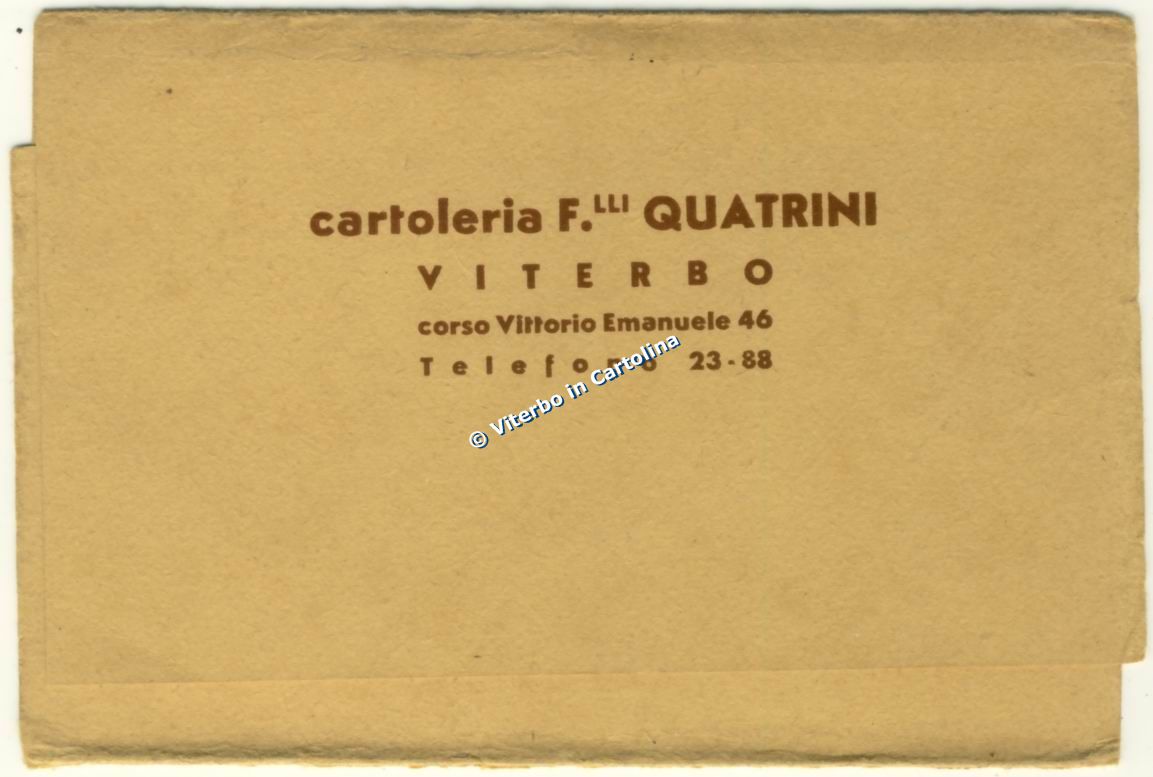 cartoleria F.LLI QUATRINI
VITERBO
corso Vittorio Emanuele 46
Telefono 23-88
© Viterbo in Cartolina